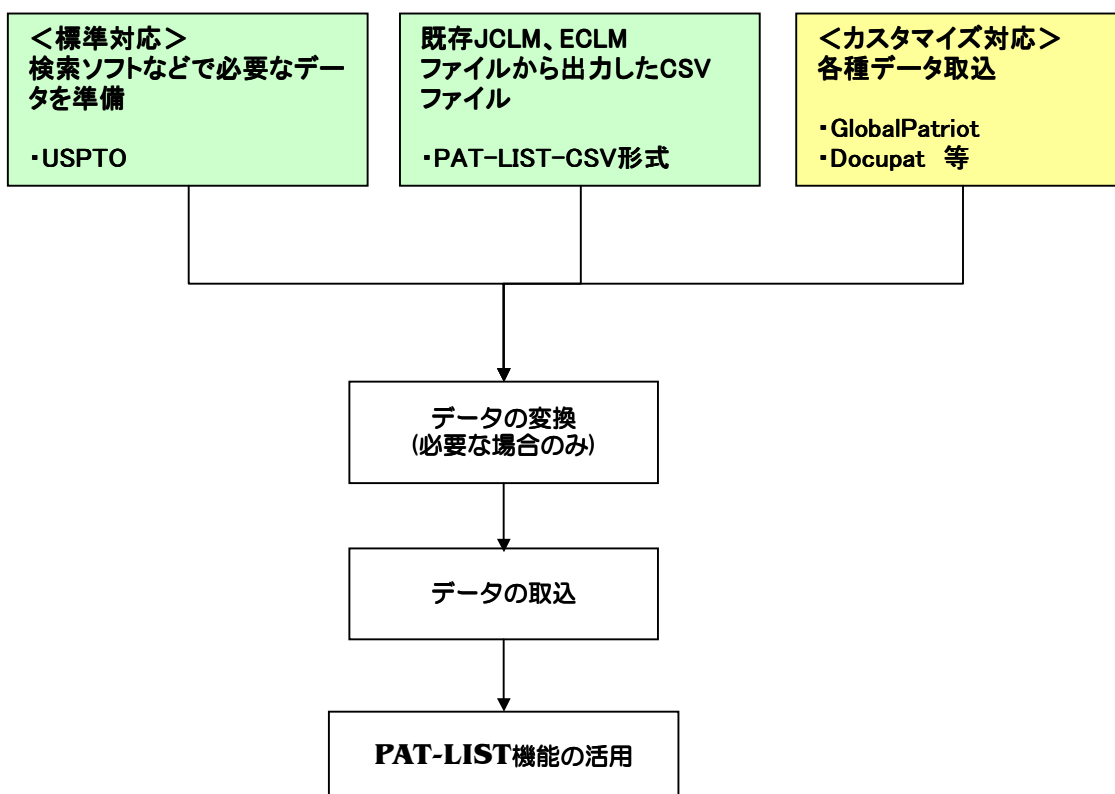 ＜標準対応＞
検索ソフトなどで必要なデー
タを準備
・USPTO
既存JCLM、ECLM
ファイルから出力したCSV
ファイル
・PAT-LIST-CSV形式
＜カスタマイズ対応＞
各種データ取込
・GlobalPatriot
・Docupat 等
データの変換
(必要な場合のみ)
データの取込
PAT-LIST機能の活用